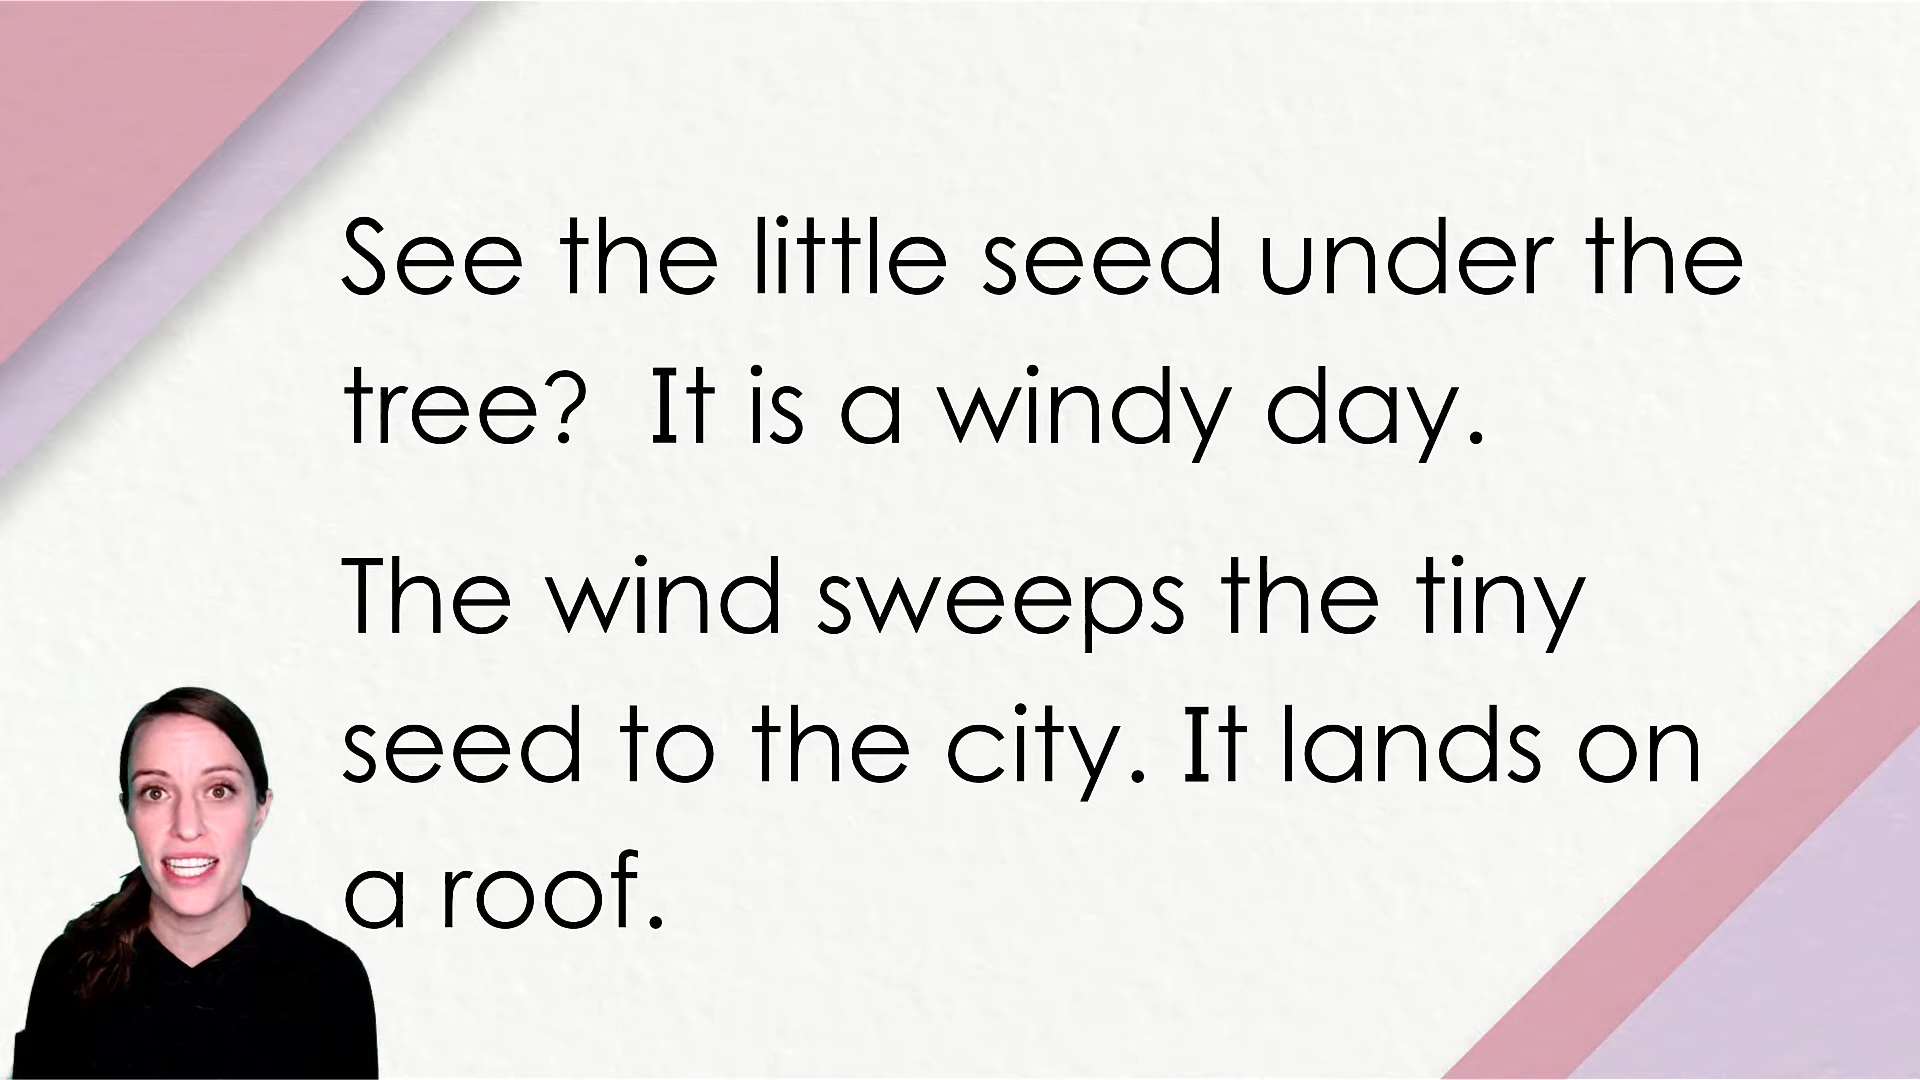 See the little seed under the
tree?  It is a windy day.
The wind sweeps the tiny
seed to the city. It lands on
a roof.